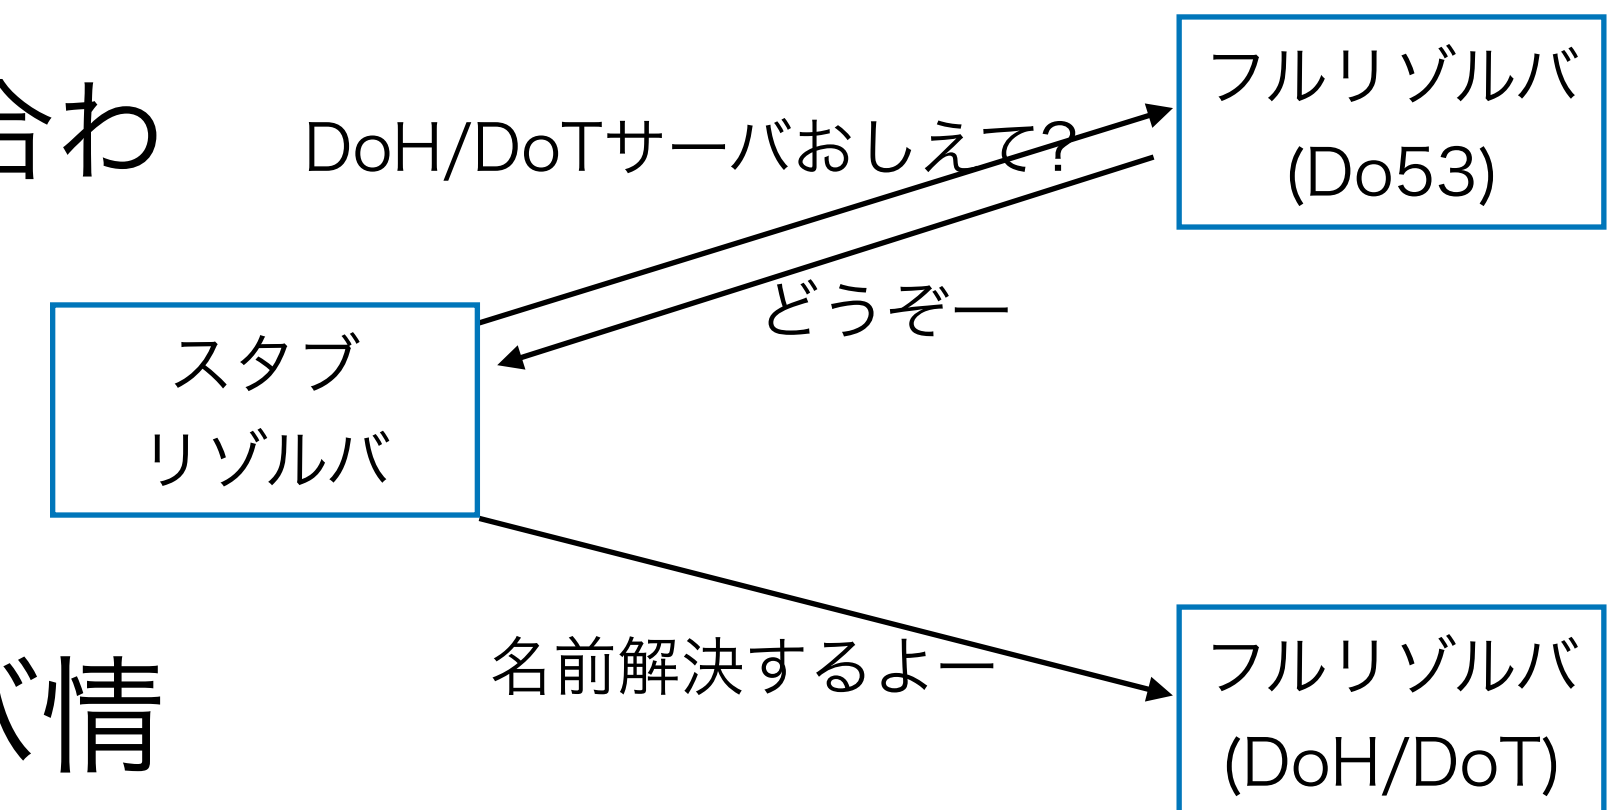 合わ
DoH/DoTサーバおしえて?
フルリゾルバ
(Do53)
どうぞー
スタブ
リゾルバ
名前解決するよー
フルリゾルバ
(DoH/DoT)
情